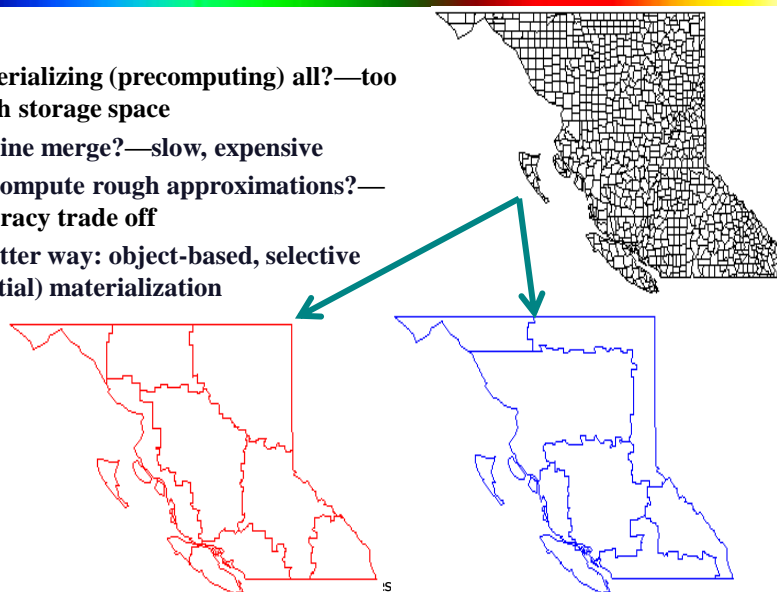 erializing (precomputing) all?—too
h storage space
ine merge?—slow, expensive
ompute rough approximations?—
racy trade off
tter way: object-based, selective
tial) materialization
es